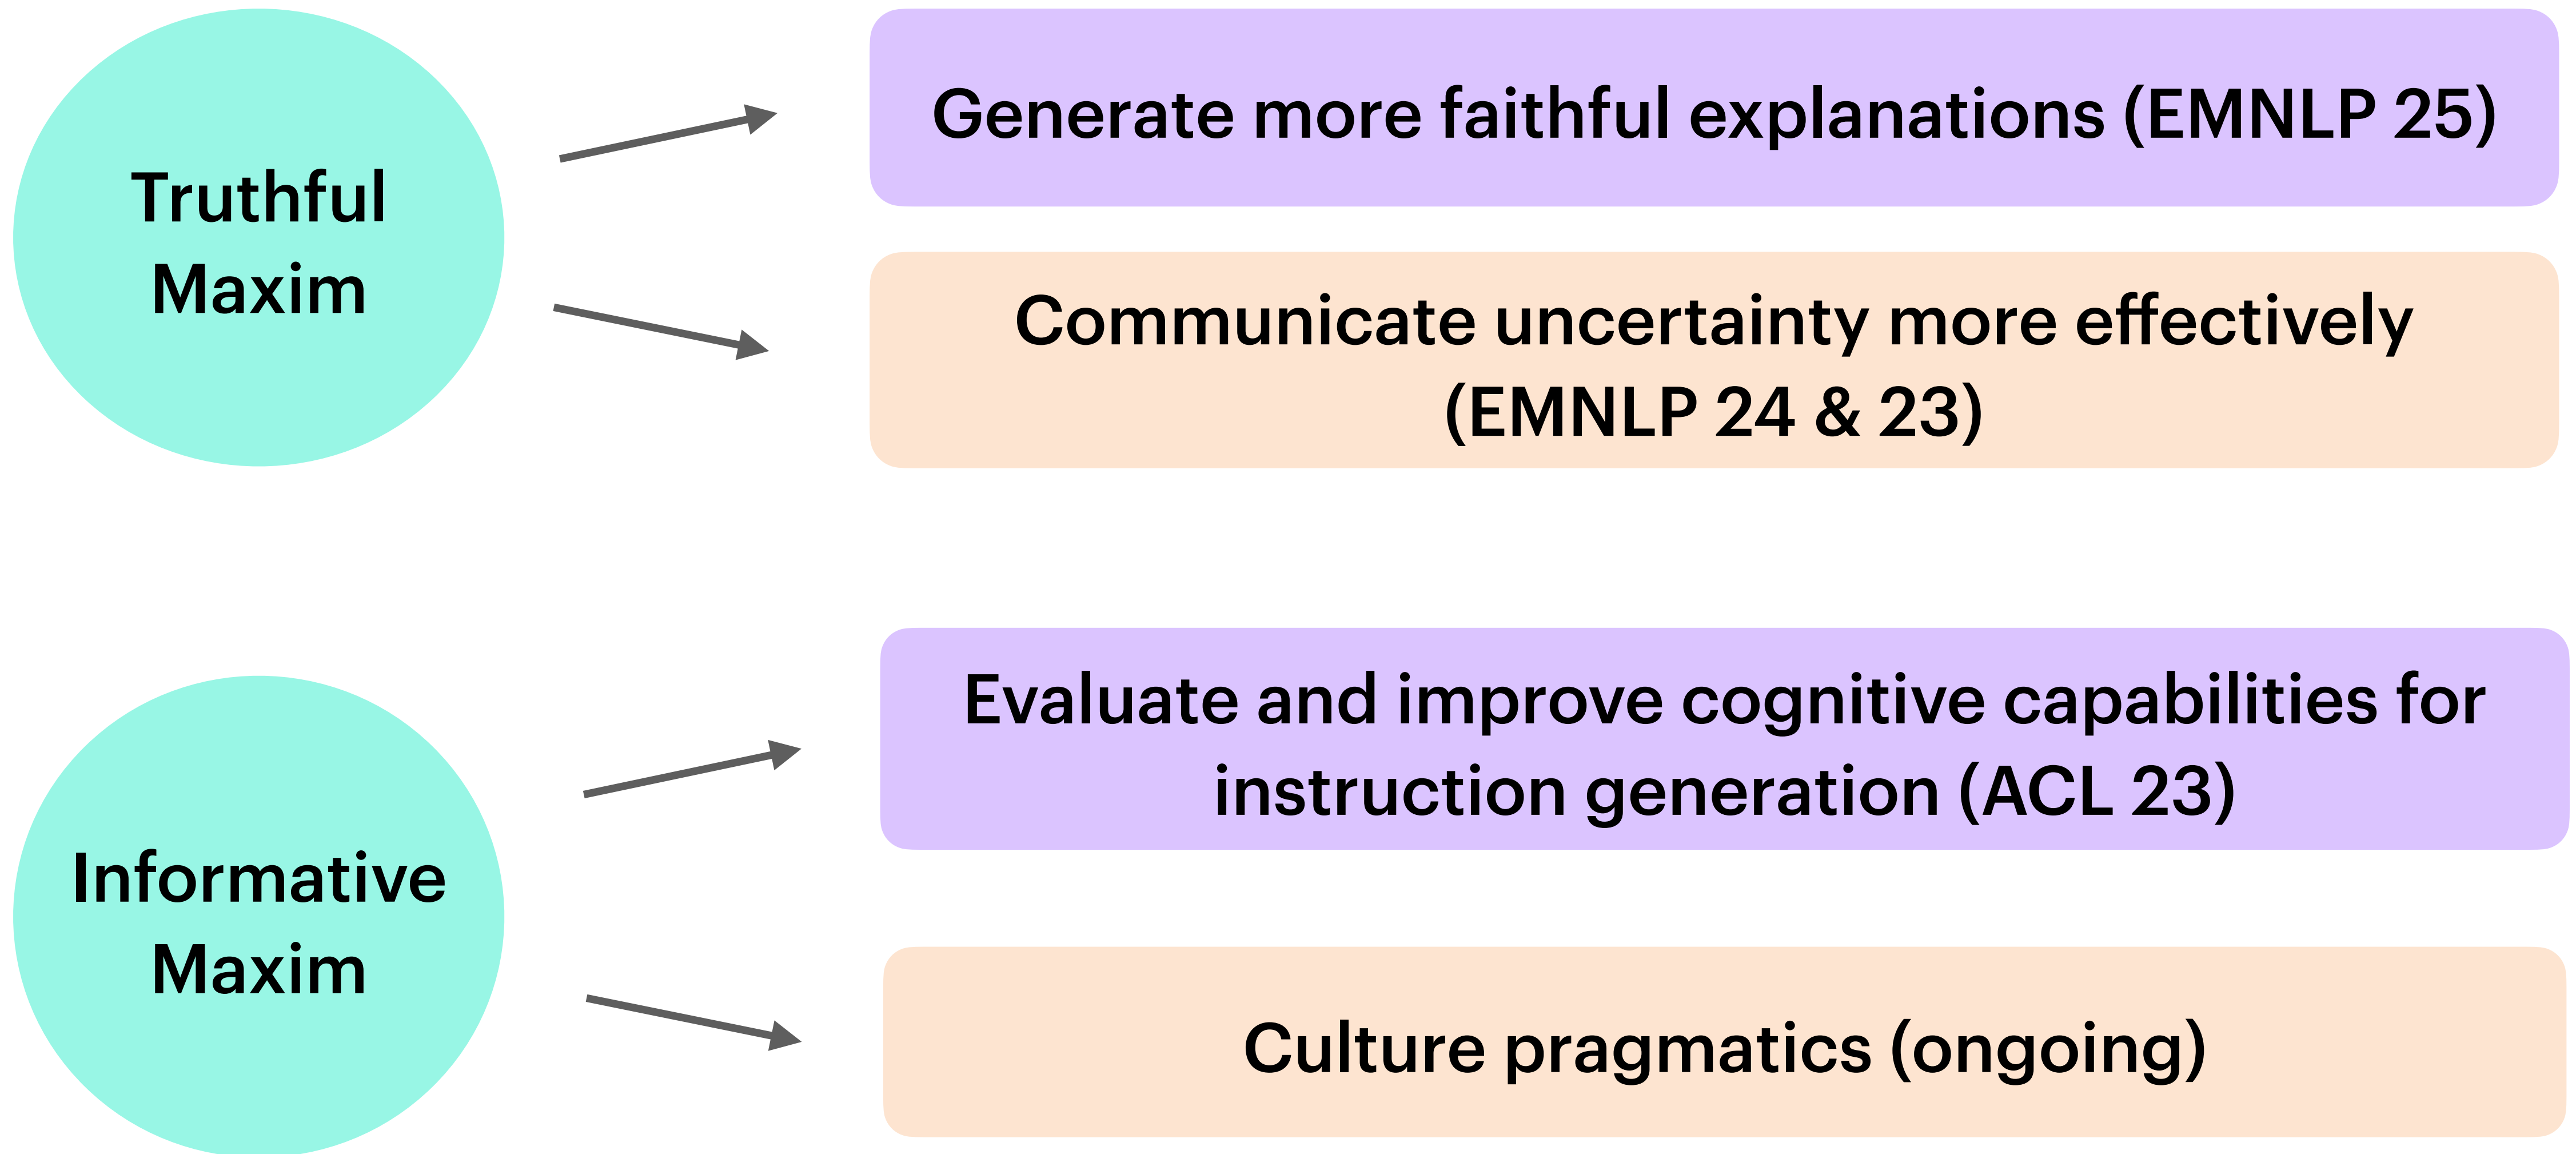 Truthful
Maxim
Generate more faithful explanations (EMNLP 25)
Communicate uncertainty more effectively
(EMNLP 24 & 23)
Informative
Maxim
Evaluate and improve cognitive capabilities for
instruction generation (ACL 23)
Culture pragmatics (ongoing)